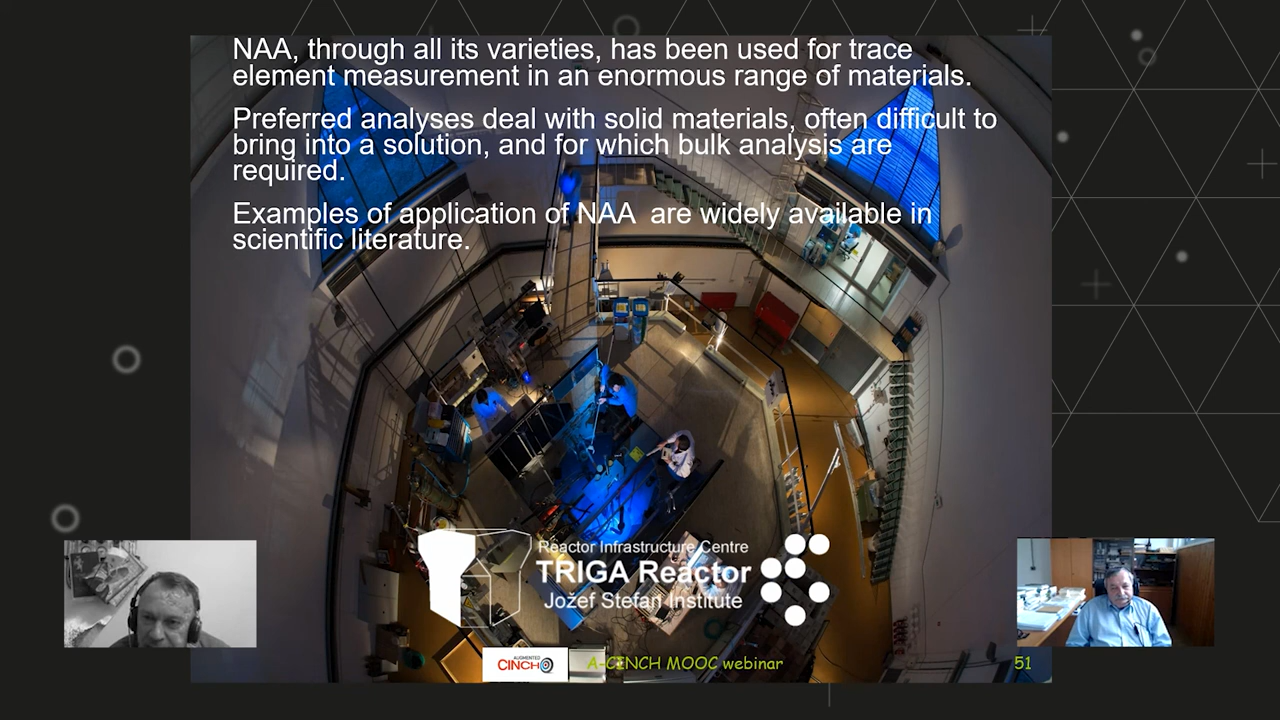 NAA, through all its varieties, has been used for trace
element measurement in an enormous range of materials.
Preferred analyses deal with solid materials, often difficult to
bring into a solution, and for which bulk analysis are
required.
Examples of application of NAA are widely available in
scientific literature.
Reactor Infrastructure Centre
TRIGA Reactor
Jožef Stefan Institute
AUGMENTED
CINCH
A-CINCH MOOC webinar
51